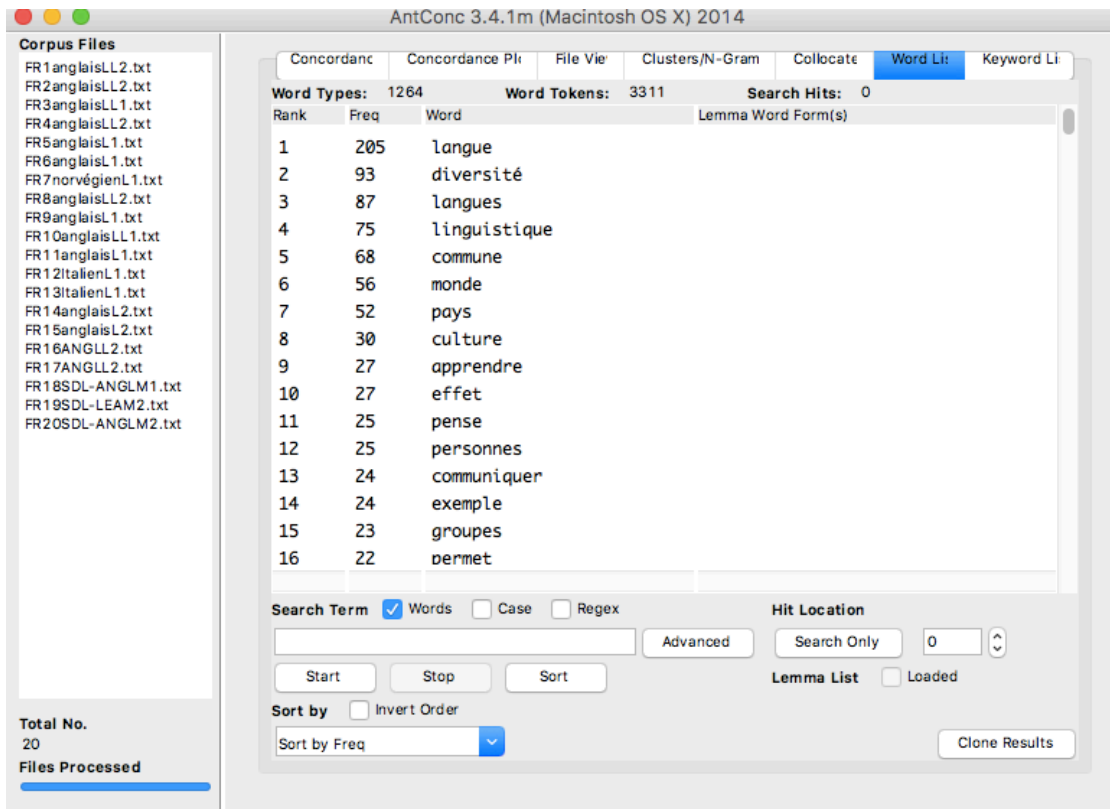 AntConc 3.4.1m (Macintosh OS X) 2014
Corpus Files
FR1anglaisLL2.txt
FR2anglaisLL2.txt
FR3anglaisLL1.txt
FR4anglaisLL2.txt
FR5anglaisL1.txt
FR6anglaisL1.txt
FR7norvégienL1.txt
FR8anglaisLL2.txt
FR9anglaisL1.txt
FR10anglaisLL1.txt
FR11anglaisL1.txt
FR12ItalienL1.txt
FR13ItalienL1.txt
FR14anglaisL2.txt
FR15anglaisL2.txt
FR16ANGLL2.txt
FR17ANGLL2.txt
FR18SDL-ANGLM1.txt
FR19SDL-LEAM2.txt
FR20SDL-ANGLM2.txt
Total No.
20
Files Processed
Concordanc Concordance Plo File Vie Clusters/N-Gram Collocate Word Lis Keyword Li
Word Types: 1264 Word Tokens: 3311 Search Hits: 0
Rank Freq Word Lemma Word Form(s)
1 205 langue
2 93 diversité
3 87 langues
4 75 linguistique
5 68 commune
6 56 monde
7 52 pays
8 30 culture
9 27 apprendre
10 27 effet
11 25 pense
12 25 personnes
13 24 communiquer
14 24 exemple
15 23 groupes
16 22 permet
Search Term Words Case Regex Hit Location
Advanced Search Only 0
Start Stop Sort Lemma List Loaded
Sort by Invert Order
Sort by Freq Clone Results